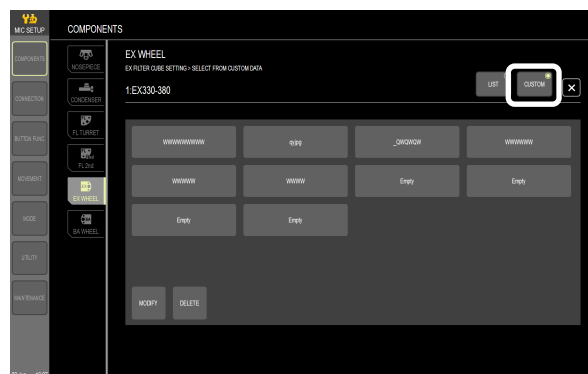 MIC SETUP
COMPONENTS
COMPONENTS
CONNECTION
BUTTON FUNC.
MOVEMENT
MODE
UTILITY
MAINTENANCE
NOSEPIECE
CONDENSER
FL TURRET
FL 2nd
EX WHEEL
BA WHEEL
EX WHEEL
EX FILTER CUBE SETTING > SELECT FROM CUSTOM DATA
1:EX330-380
LIST
CUSTOM
qyjpg
_QWQWQW
WWWWWWW
WWWWWW
WWWWW
Empty
Empty
Empty
Empty
MODIFY
DELETE